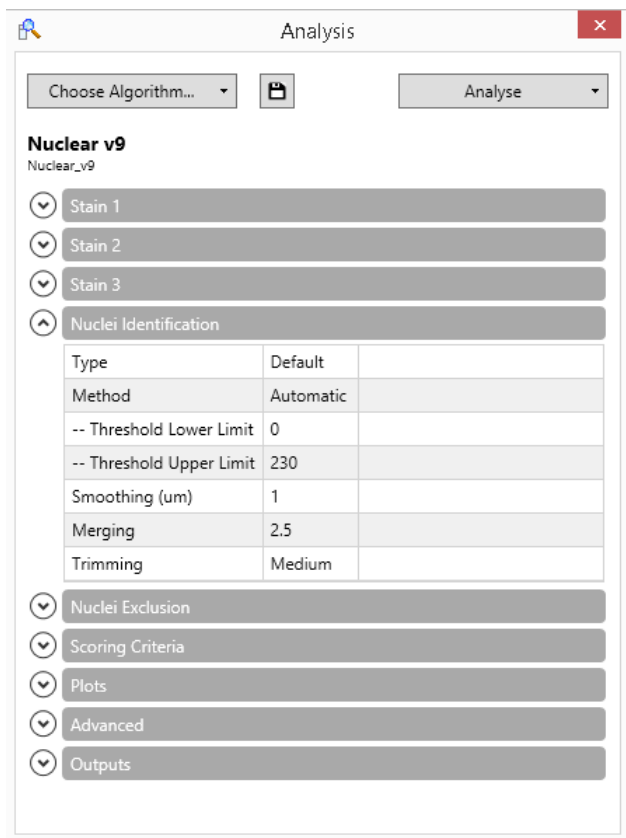 Analysis
Choose Algorithm... Analyse
Nuclear v9
Nuclear_v9
Stain 1
Stain 2
Stain 3
Nuclei Identification
Type Default
Method Automatic
-- Threshold Lower Limit 0
-- Threshold Upper Limit 230
Smoothing (um) 1
Merging 2.5
Trimming Medium
Nuclei Exclusion
Scoring Criteria
Plots
Advanced
Outputs